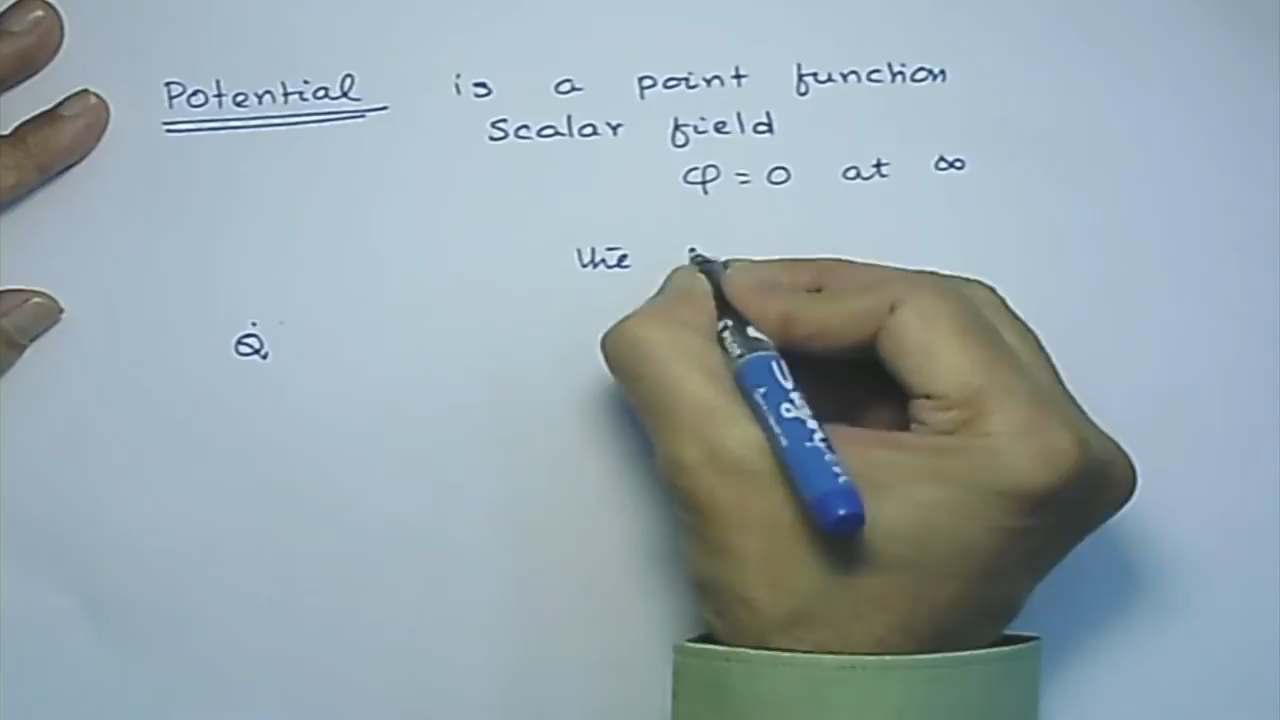 Potential is a point function
Scalar field
φ = 0 at ∞
the
Q